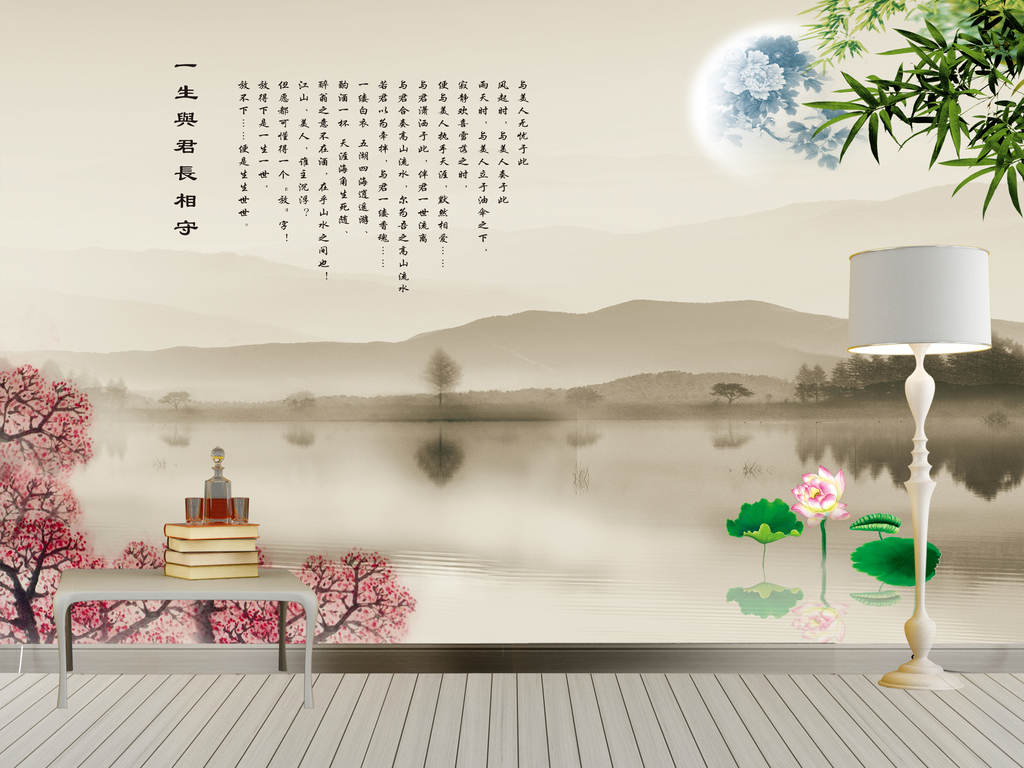 与美人无忧于此
风起时，与美人奏于此
雨天时，与美人立于油伞之下，
寂静欢喜雪落之时，
便与美人执手天涯，默然相爱……
与君潇洒于此，伴君一世流离
与君合奏高山流水，尔为吾之高山流水
若君以为牵绊，与君一缕香魂……
一缕白衣 五湖四海逍遥游、
酌酒一杯 天涯海角生死随、
醉翁之意不在酒，在乎山水之间也！
江山、美人，谁主沉浮？
但愿都可懂得一个“放”字！
放得下是一生一世，
放不下……便是生生世世。
一生與君長相守